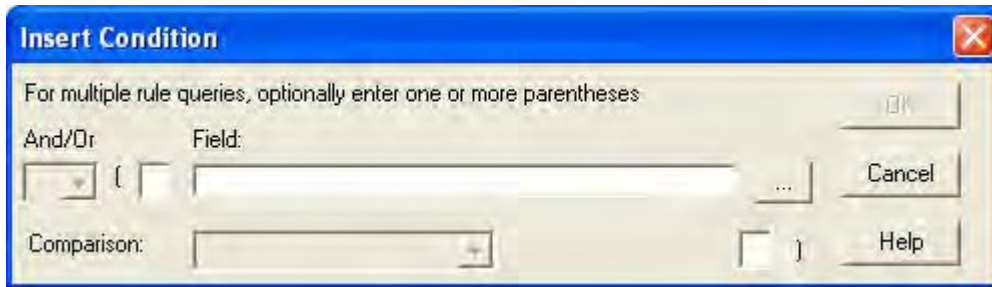 Insert Condition
For multiple rule queries, optionally enter one or more parentheses
OK
And/Or Field:
( ... Cancel
Comparison: ) Help